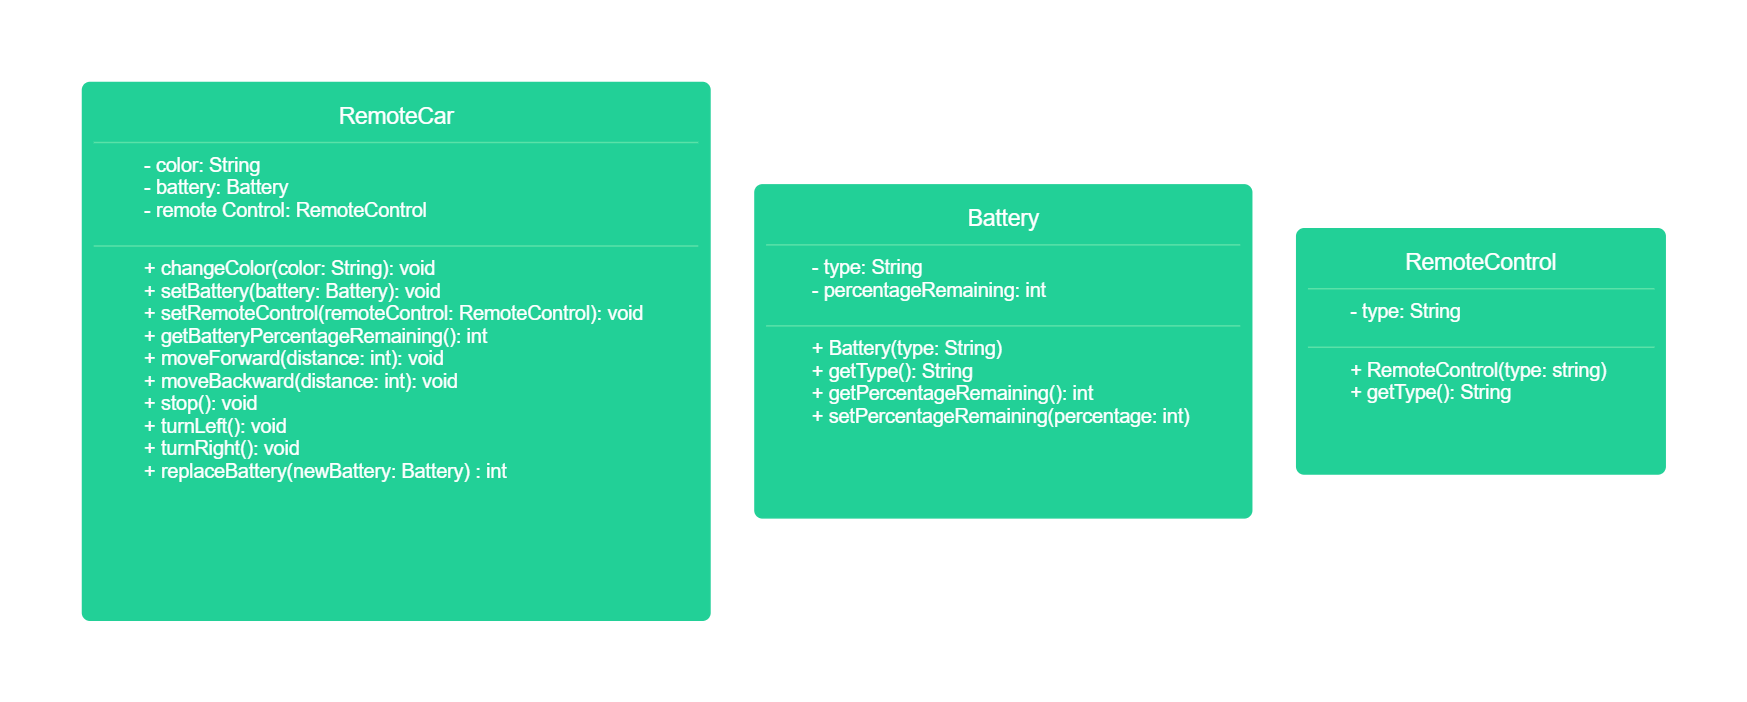 RemoteCar
- color: String
- battery: Battery
- remote Control: RemoteControl
+ changeColor(color: String): void
+ setBattery(battery: Battery): void
+ setRemoteControl(remoteControl: RemoteControl): void
+ getBatteryPercentageRemaining(): int
+ moveForward(distance: int): void
+ moveBackward(distance: int): void
+ stop(): void
+ turnLeft(): void
+ turnRight(): void
+ replaceBattery(newBattery: Battery) : int
Battery
- type: String
- percentageRemaining: int
+ Battery(type: String)
+ getType(): String
+ getPercentageRemaining(): int
+ setPercentageRemaining(percentage: int)
RemoteControl
- type: String
+ RemoteControl(type: string)
+ getType(): String